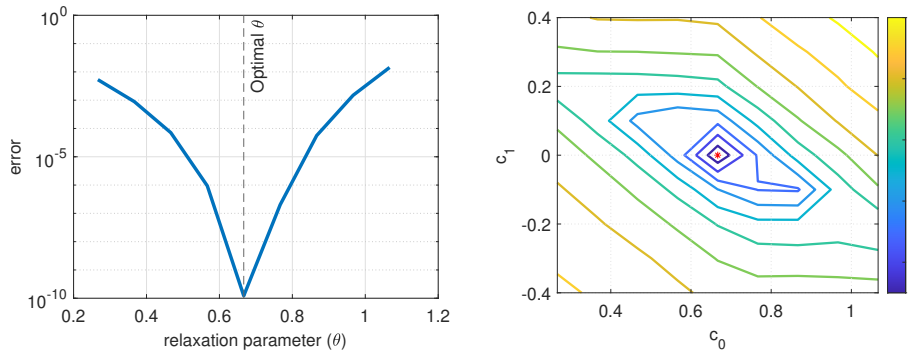 10^0
10^-5
10^-10
error
Optimal θ
0.2 0.4 0.6 0.8 1 1.2
relaxation parameter (θ)
0.4
0.2
0
-0.2
-0.4
c_1
0.4 0.6 0.8 1
c_0